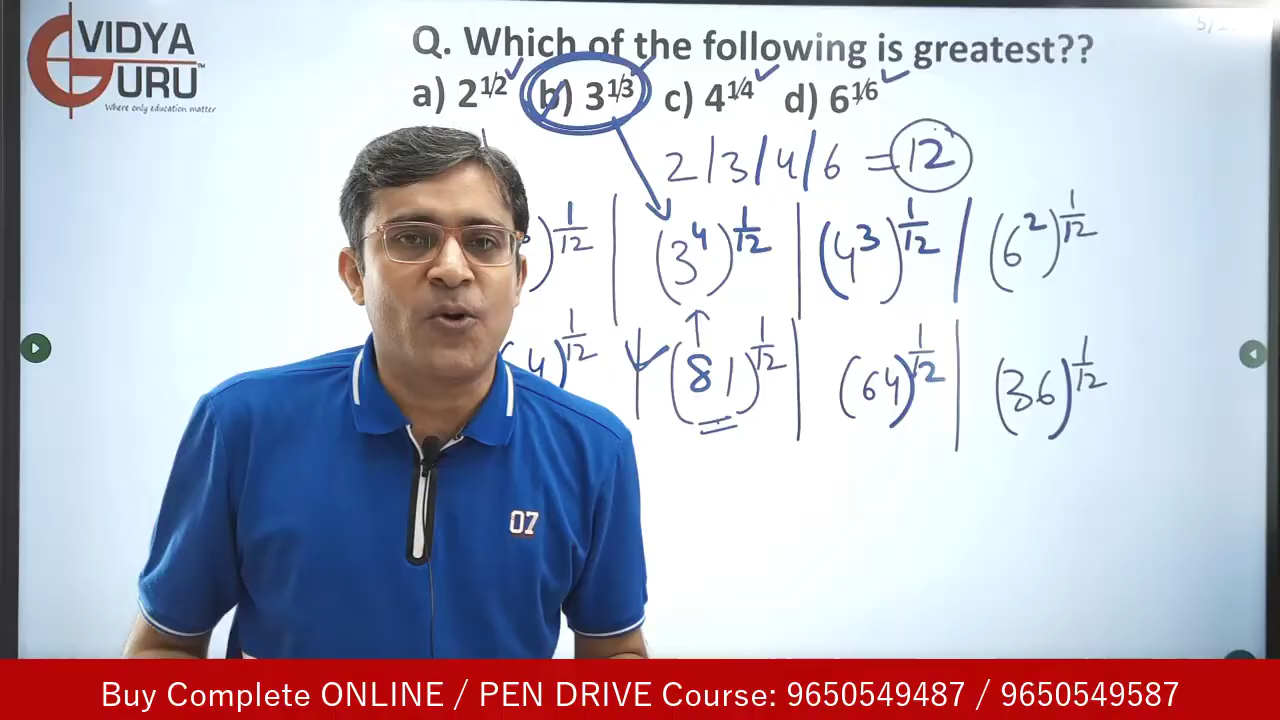 VIDYA
GURU™
Where only education matter
Q. Which of the following is greatest??
a) 2^1/2 b) 3^1/3 c) 4^1/4 d) 6^1/6
2/3/4/6 = 12
)^1/12 | (3^4)^1/12 | (4^3)^1/12 | (6^2)^1/12
4)^1/12 (81)^1/12 | (64)^1/12 | (36)^1/12
07
Buy Complete ONLINE / PEN DRIVE Course: 9650549487 / 9650549587